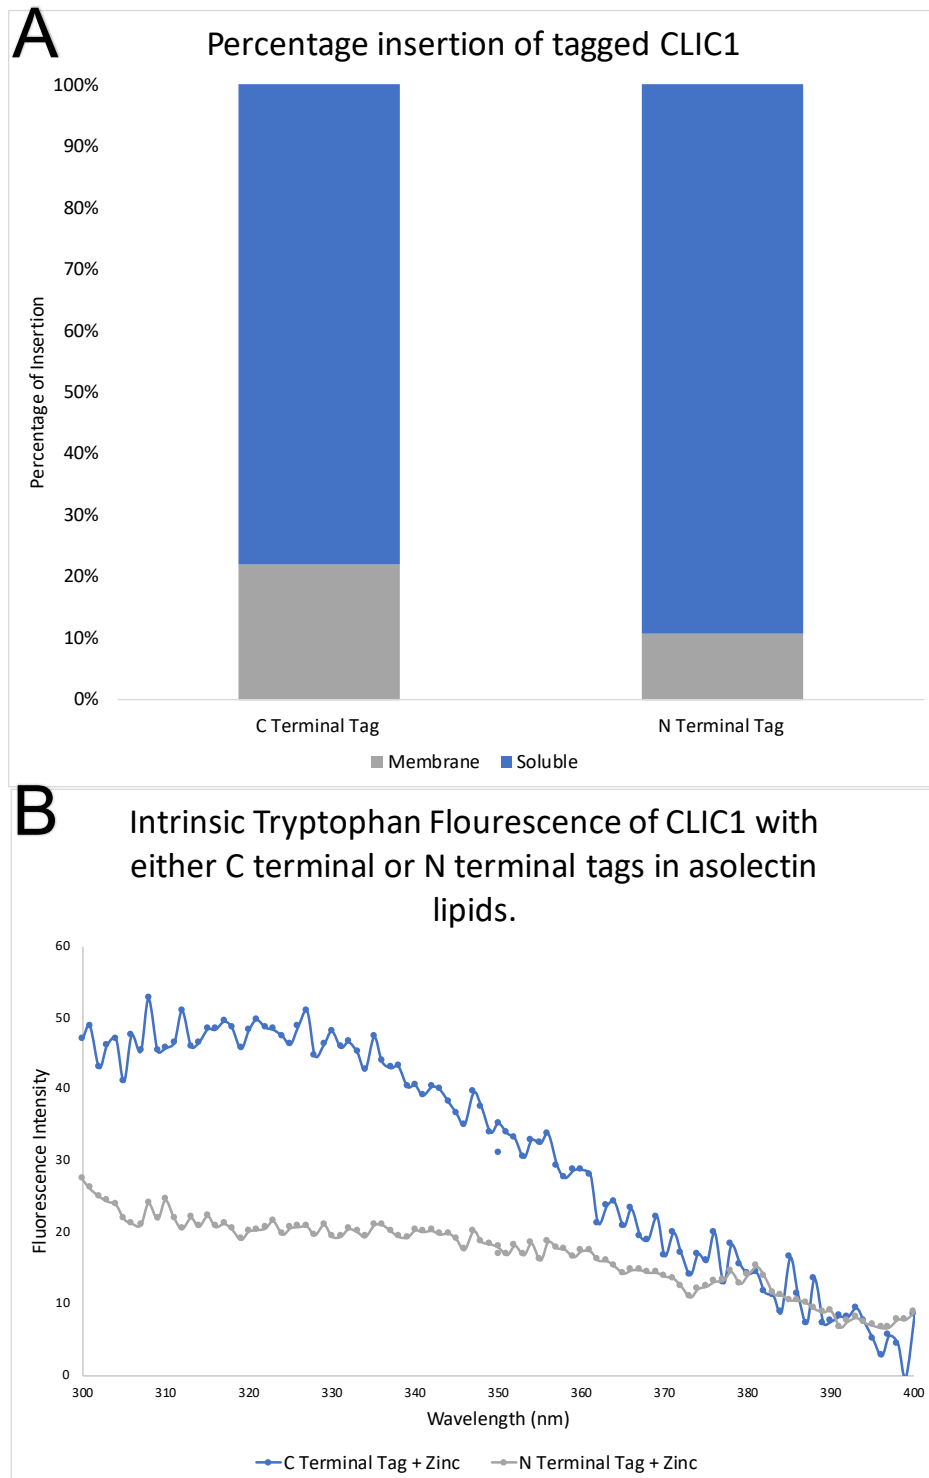 A
Percentage insertion of tagged CLIC1
100%
90%
80%
70%
60%
50%
40%
30%
20%
10%
0%
Percentage of Insertion
C Terminal Tag
N Terminal Tag
Membrane
Soluble
B
Intrinsic Tryptophan Flourescence of CLIC1 with
either C terminal or N terminal tags in asolectin
lipids.
60
50
40
30
20
10
0
Fluorescence Intensity
300 310 320 330 340 350 360 370 380 390 400
Wavelength (nm)
C Terminal Tag + Zinc
N Terminal Tag + Zinc